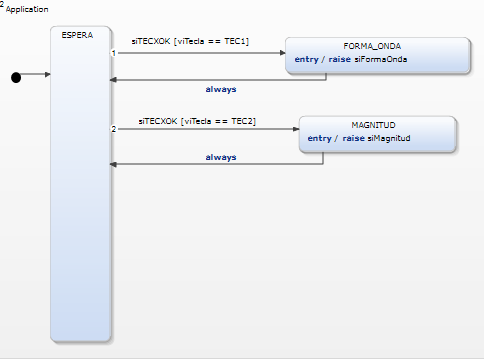 2
Application
ESPERA
1
siTECXOK [viTecla == TEC1]
FORMA_ONDA
entry / raise siFormaOnda
always
2
siTECXOK [viTecla == TEC2]
MAGNITUD
entry / raise siMagnitud
always